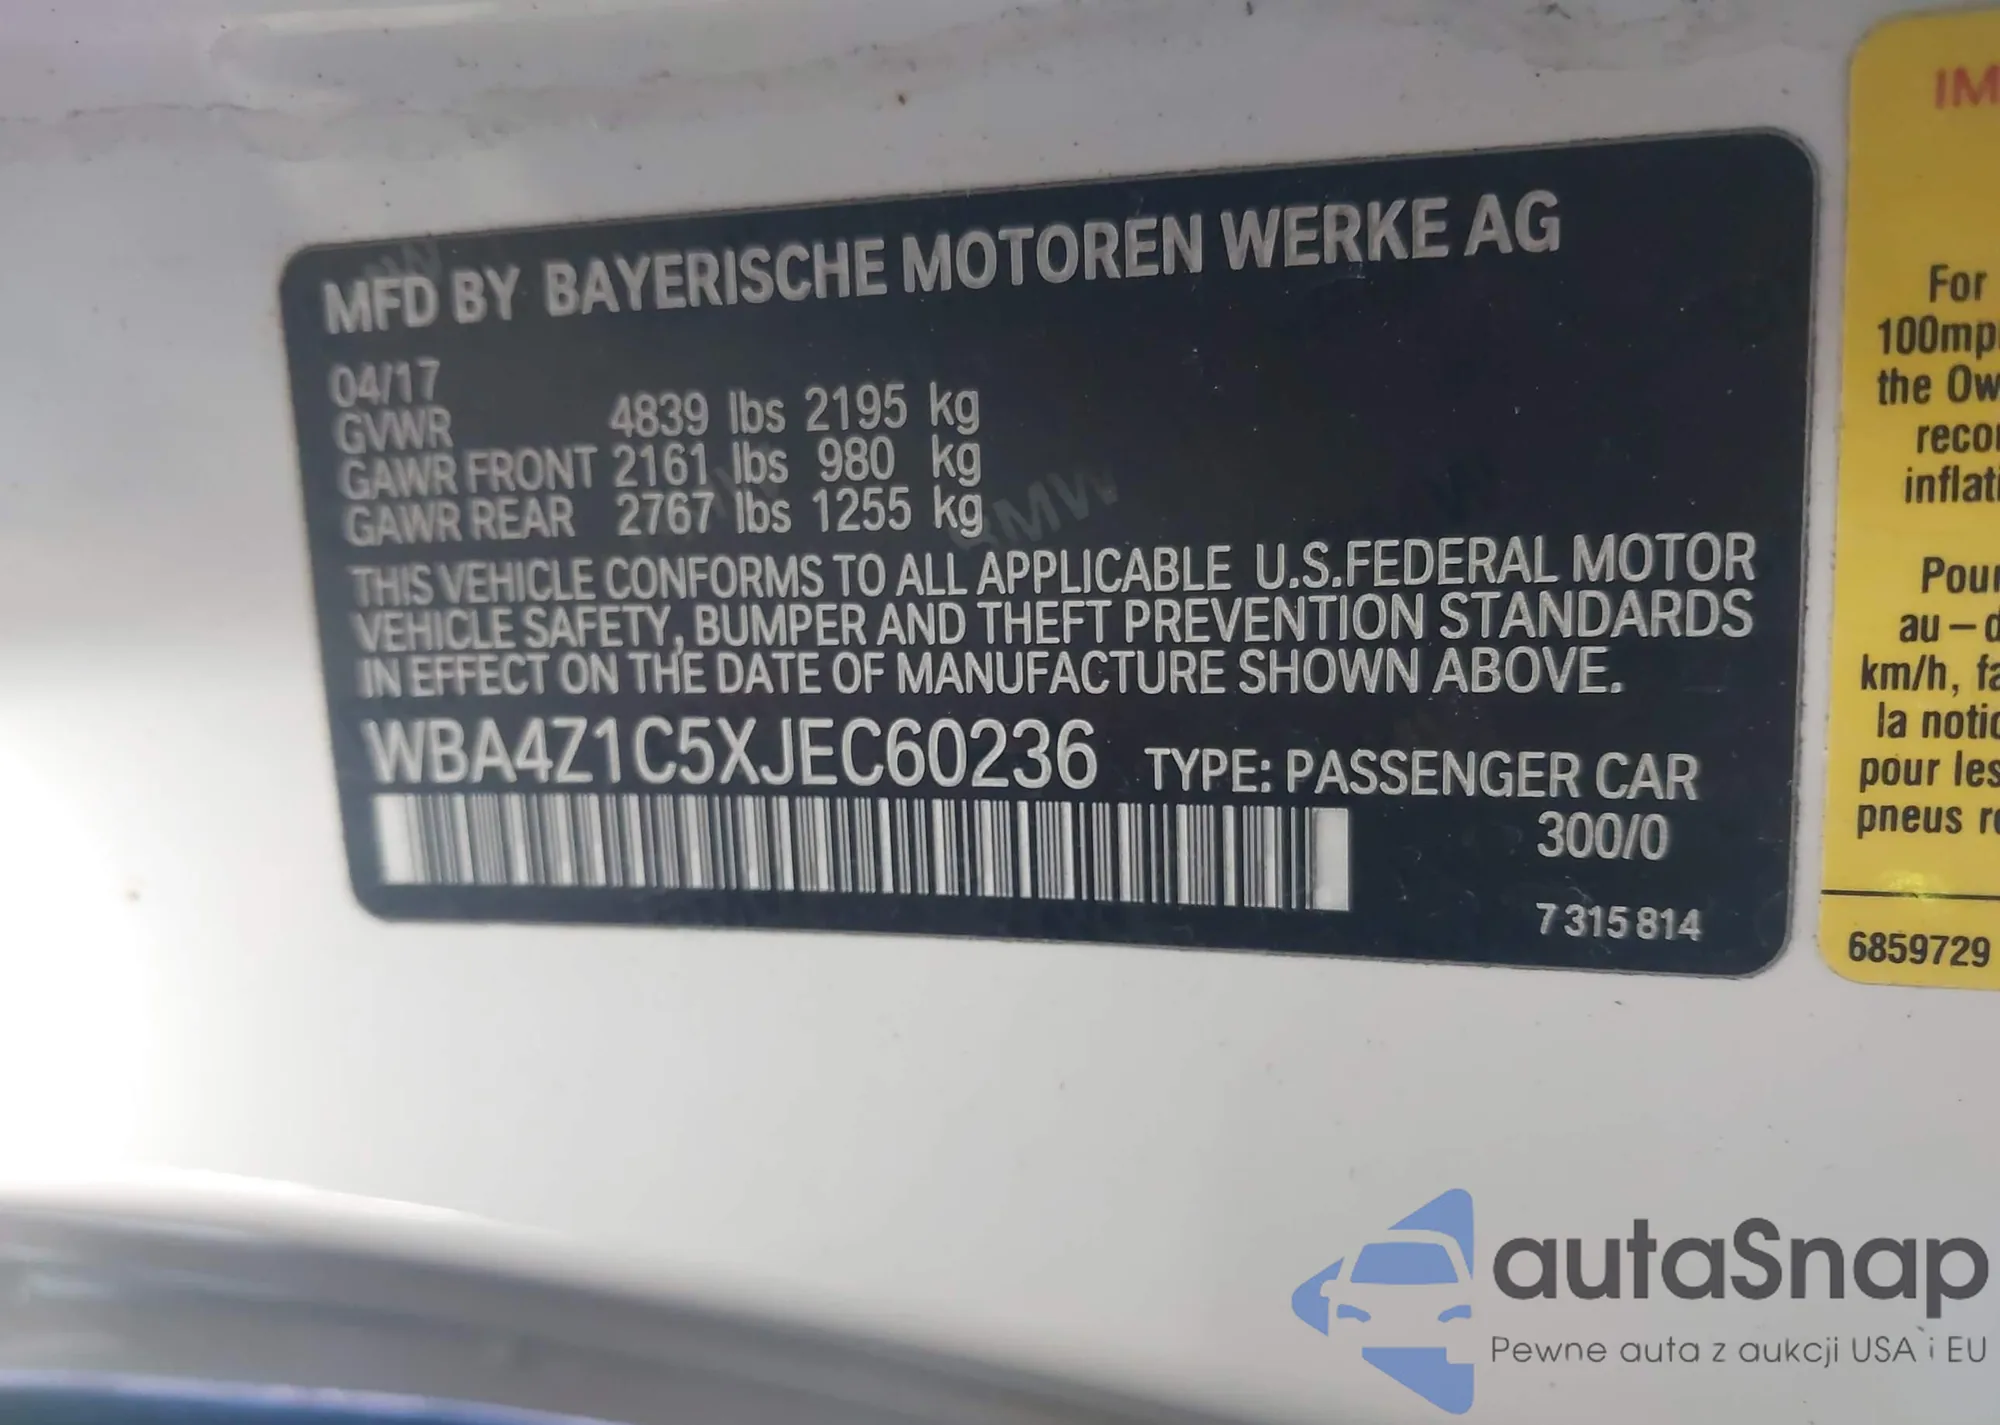 MFD BY BAYERISCHE MOTOREN WERKE AG
04/17
GVWR 4839 lbs 2195 kg
GAWR FRONT 2161 lbs 980 kg
GAWR REAR 2767 lbs 1255 kg
THIS VEHICLE CONFORMS TO ALL APPLICABLE U.S.FEDERAL MOTOR
VEHICLE SAFETY, BUMPER AND THEFT PREVENTION STANDARDS
IN EFFECT ON THE DATE OF MANUFACTURE SHOWN ABOVE.
WBA4Z1C5XJEC60236 TYPE: PASSENGER CAR
300/0
7 315 814
IM
For
100mp
the Ow
recor
inflati
Pour
au – d
km/h, fa
la notic
pour les
pneus re
6859729
autaSnap
Pewne auta z aukcji USA i EU